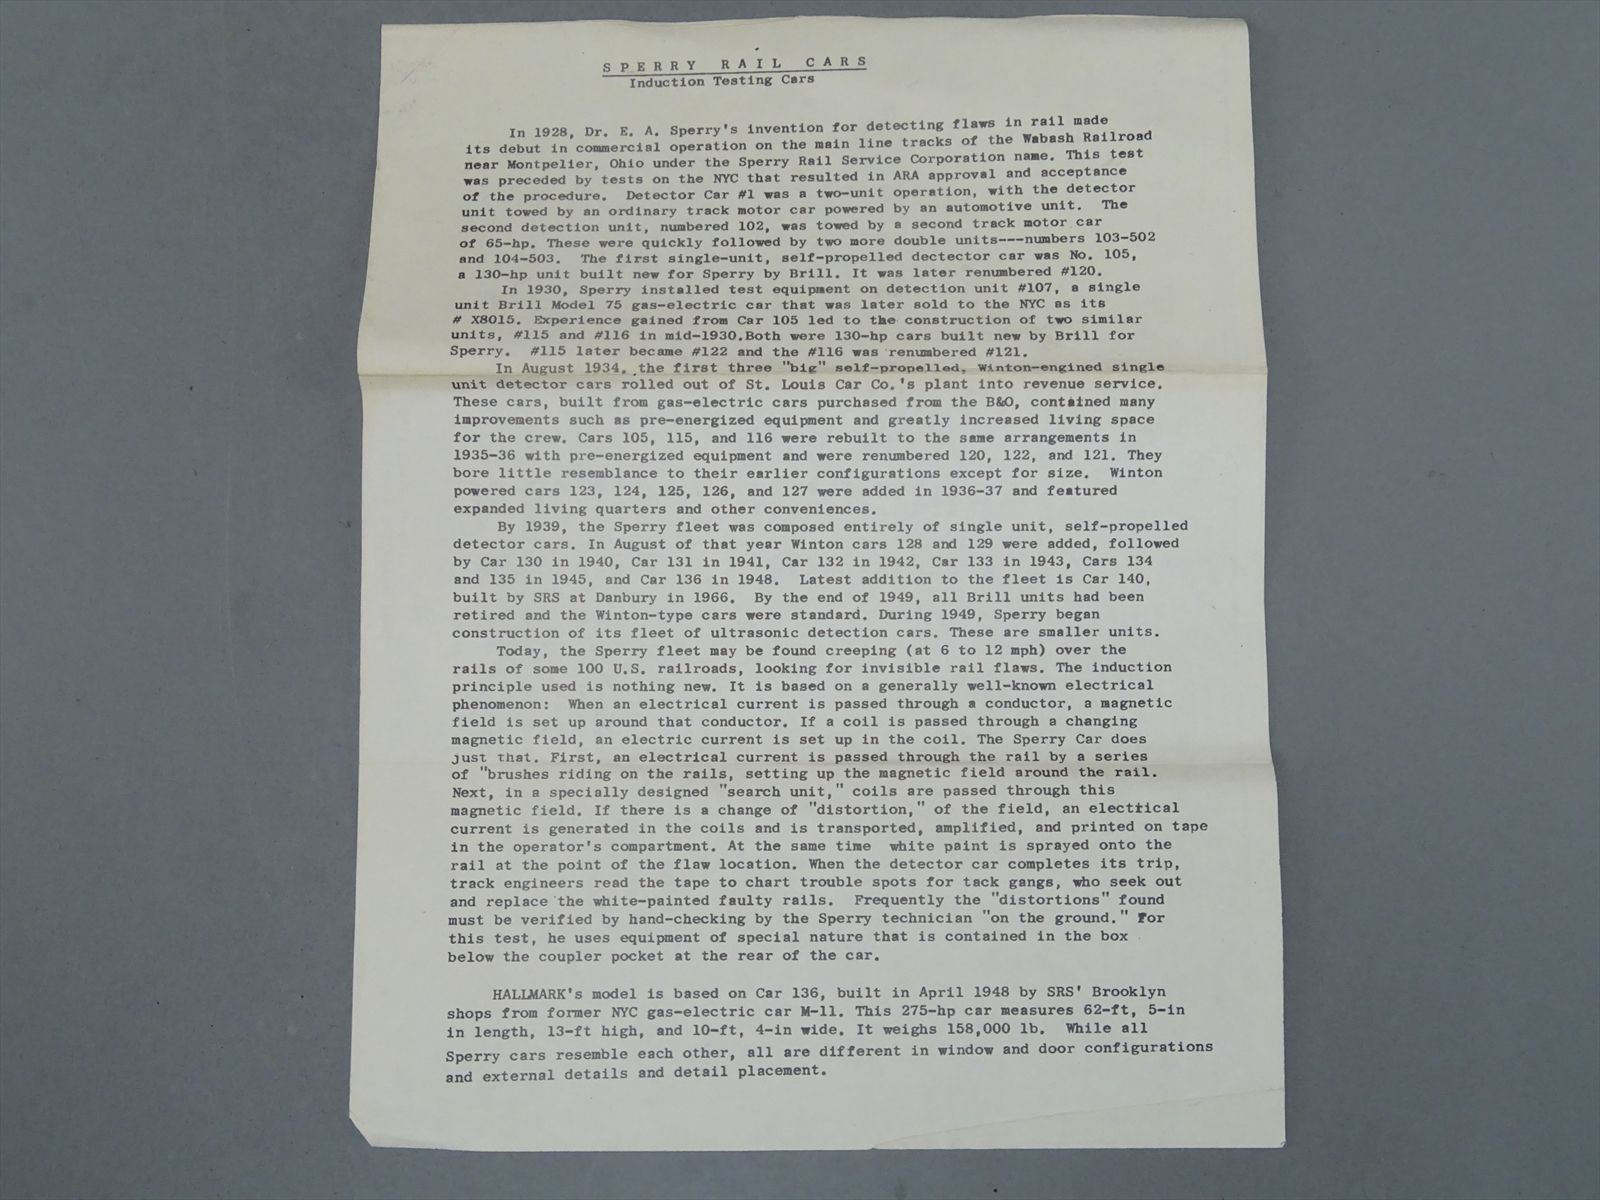 SPERRY RAIL CARS
Induction Testing Cars
In 1928, Dr. E. A. Sperry's invention for detecting flaws in rail made
its debut in commercial operation on the main line tracks of the Wabash Railroad
near Montpelier, Ohio under the Sperry Rail Service Corporation name. This test
was preceded by tests on the NYC that resulted in ARA approval and acceptance
of the procedure. Detector Car #1 was a two-unit operation, with the detector
unit towed by an ordinary track motor car powered by an automotive unit. The
second detection unit, numbered 102, was towed by a second track motor car
of 65-hp. These were quickly followed by two more double units---numbers 103-502
and 104-503. The first single-unit, self-propelled dectector car was No. 105,
a 130-hp unit built new for Sperry by Brill. It was later renumbered #120.
In 1930, Sperry installed test equipment on detection unit #107, a single
unit Brill Model 75 gas-electric car that was later sold to the NYC as its
# X8015. Experience gained from Car 105 led to the construction of two similar
units, #115 and #116 in mid-1930.Both were 130-hp cars built new by Brill for
Sperry. #115 later became #122 and the #116 was renumbered #121.
In August 1934, the first three "big" self-propelled, Winton-engined single
unit detector cars rolled out of St. Louis Car Co.'s plant into revenue service.
These cars, built from gas-electric cars purchased from the B&O, contained many
improvements such as pre-energized equipment and greatly increased living space
for the crew. Cars 105, 115, and 116 were rebuilt to the same arrangements in
1935-36 with pre-energized equipment and were renumbered 120, 122, and 121. They
bore little resemblance to their earlier configurations except for size. Winton
powered cars 123, 124, 125, 126, and 127 were added in 1936-37 and featured
expanded living quarters and other conveniences.
By 1939, the Sperry fleet was composed entirely of single unit, self-propelled
detector cars. In August of that year Winton cars 128 and 129 were added, followed
by Car 130 in 1940, Car 131 in 1941, Car 132 in 1942, Car 133 in 1943, Cars 134
and 135 in 1945, and Car 136 in 1948. Latest addition to the fleet is Car 140,
built by SRS at Danbury in 1966. By the end of 1949, all Brill units had been
retired and the Winton-type cars were standard. During 1949, Sperry began
construction of its fleet of ultrasonic detection cars. These are smaller units.
Today, the Sperry fleet may be found creeping (at 6 to 12 mph) over the
rails of some 100 U.S. railroads, looking for invisible rail flaws. The induction
principle used is nothing new. It is based on a generally well-known electrical
phenomenon: When an electrical current is passed through a conductor, a magnetic
field is set up around that conductor. If a coil is passed through a changing
magnetic field, an electric current is set up in the coil. The Sperry Car does
just that. First, an electrical current is passed through the rail by a series
of "brushes riding on the rails, setting up the magnetic field around the rail.
Next, in a specially designed "search unit," coils are passed through this
magnetic field. If there is a change of "distortion," of the field, an electrical
current is generated in the coils and is transported, amplified, and printed on tape
in the operator's compartment. At the same time white paint is sprayed onto the
rail at the point of the flaw location. When the detector car completes its trip,
track engineers read the tape to chart trouble spots for tack gangs, who seek out
and replace the white-painted faulty rails. Frequently the "distortions" found
must be verified by hand-checking by the Sperry technician "on the ground." For
this test, he uses equipment of special nature that is contained in the box
below the coupler pocket at the rear of the car.
HALLMARK's model is based on Car 136, built in April 1948 by SRS' Brooklyn
shops from former NYC gas-electric car M-11. This 275-hp car measures 62-ft, 5-in
in length, 13-ft high, and 10-ft, 4-in wide. It weighs 158,000 lb. While all
Sperry cars resemble each other, all are different in window and door configurations
and external details and detail placement.